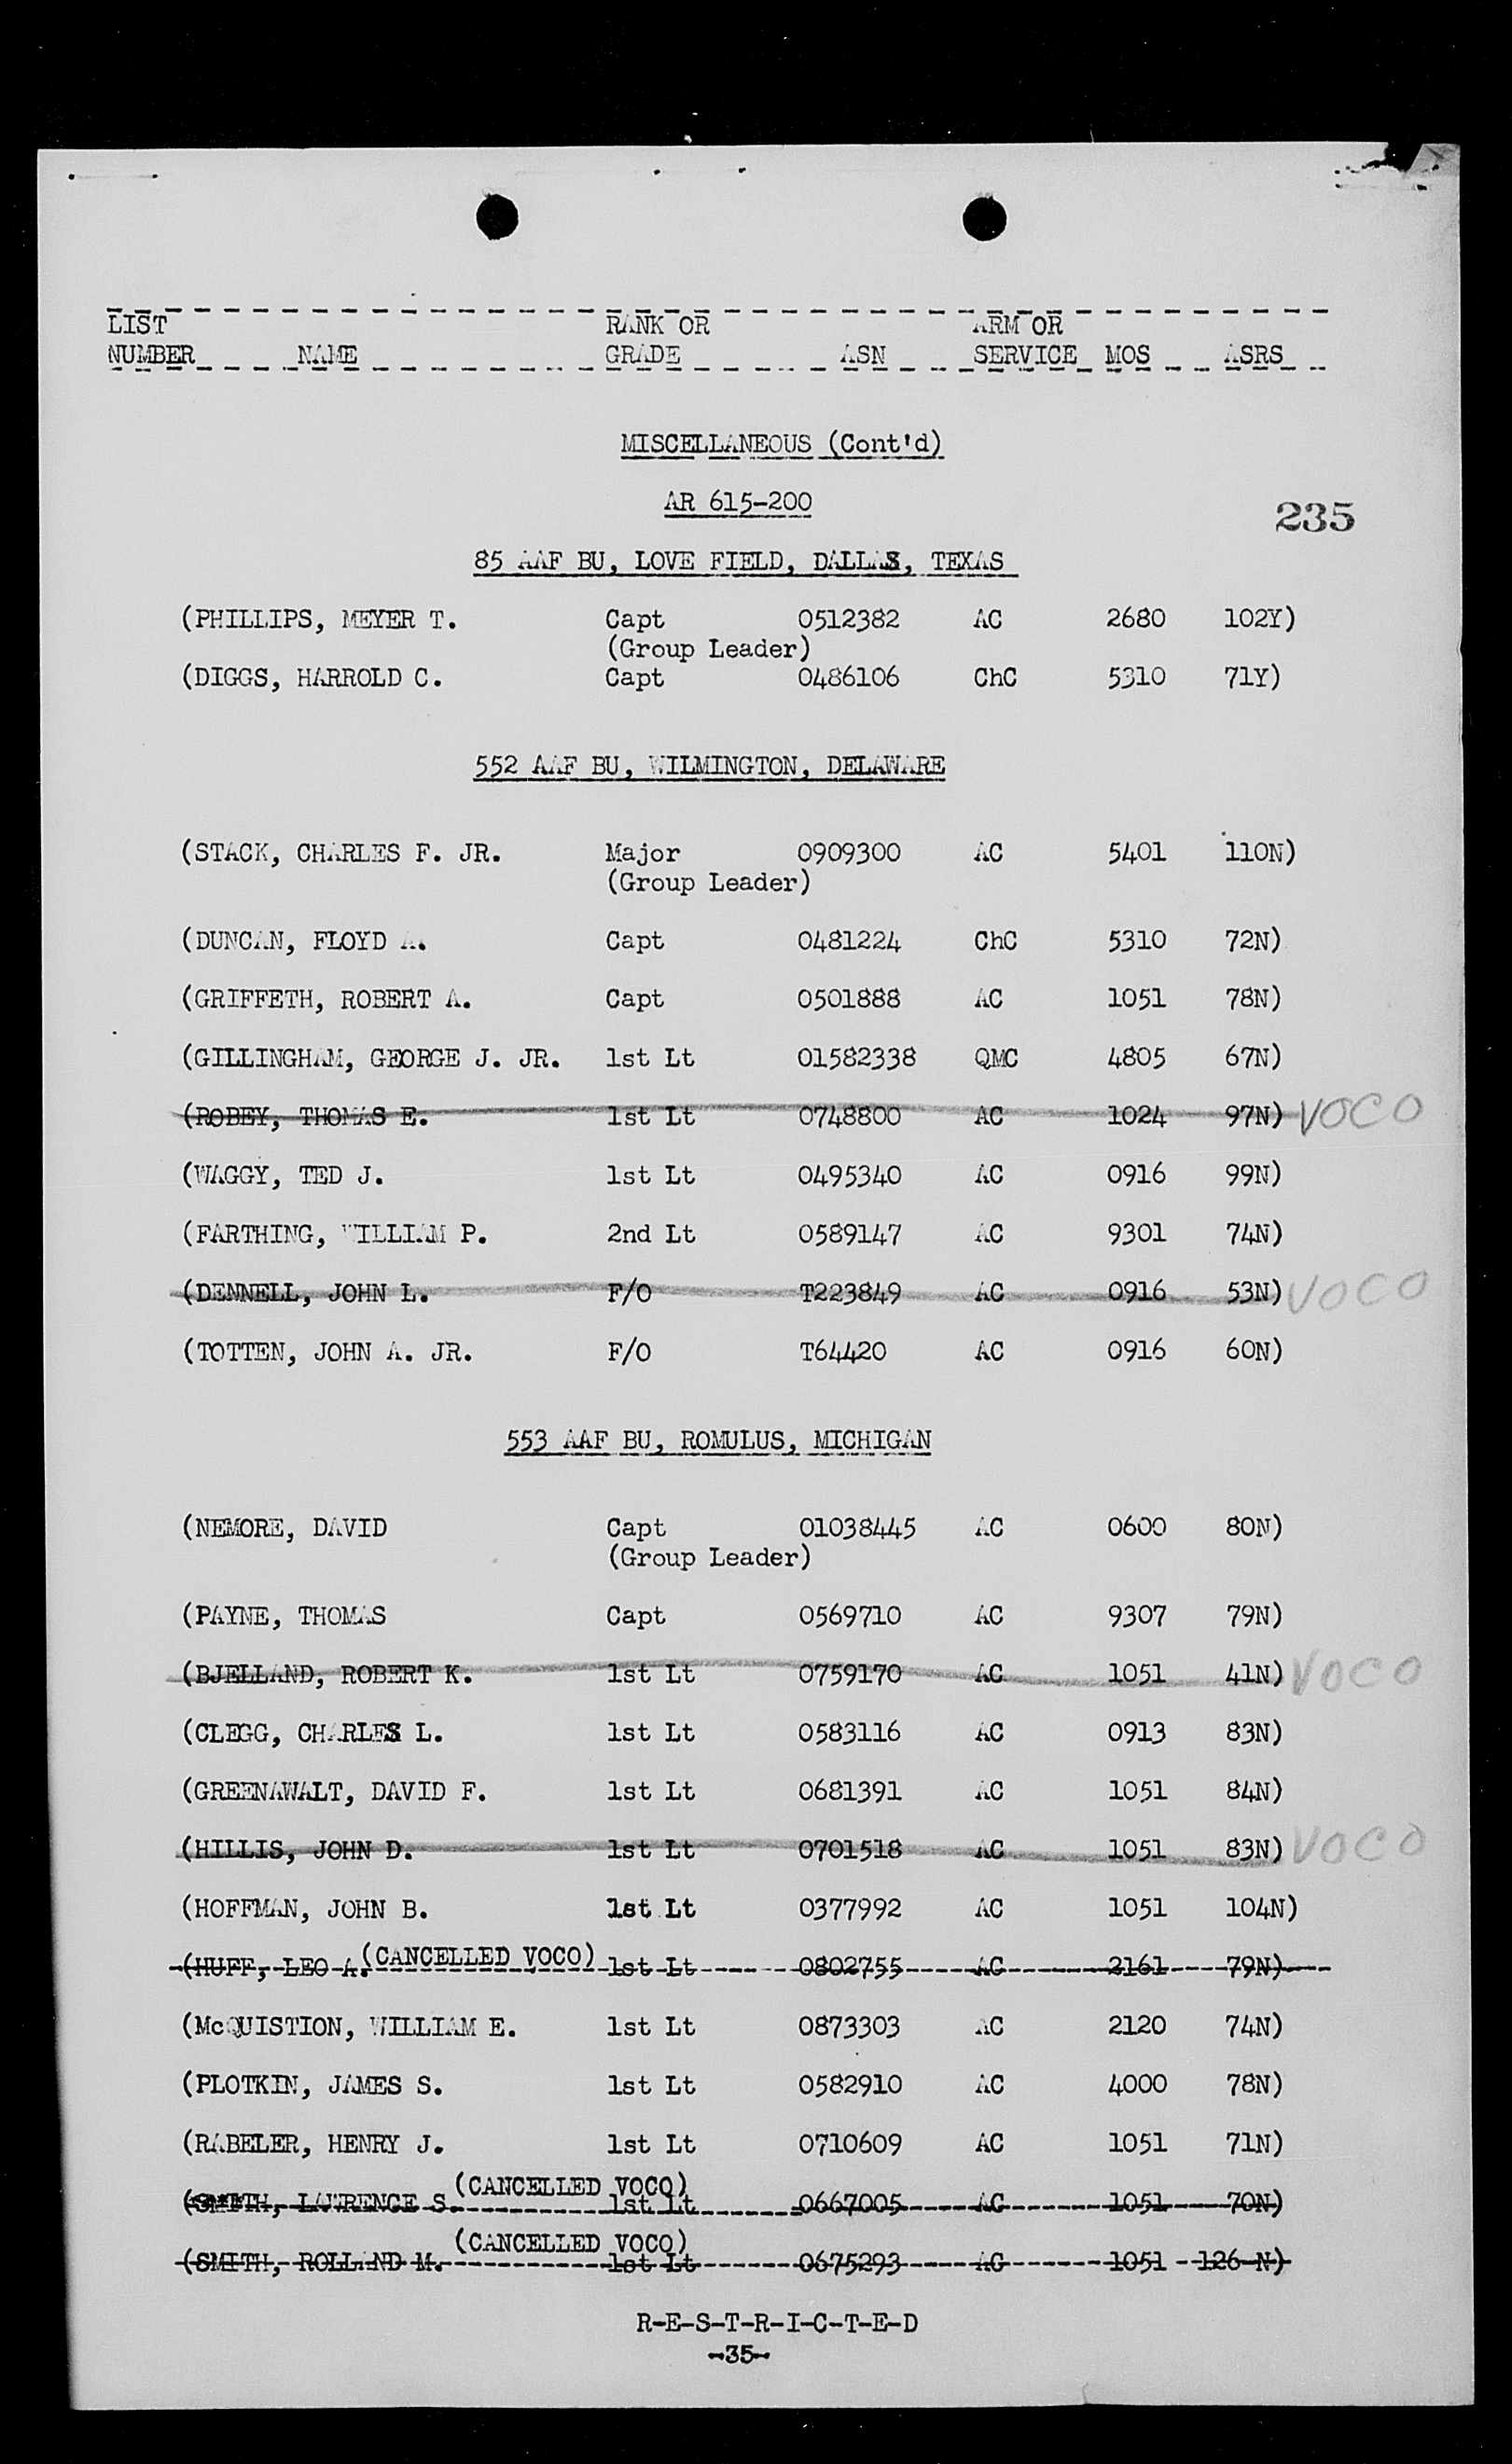 LIST RANK OR ARM OR
NUMBER NAME GRADE ASN SERVICE MOS ASRS
MISCELLANEOUS (Cont'd)
AR 615-200
235
85 AAF BU, LOVE FIELD, DALLAS, TEXAS
(PHILLIPS, MEYER T. Capt 0512382 AC 2680 102Y)
(Group Leader)
(DIGGS, HARROLD C. Capt 0486106 ChC 5310 71Y)
552 AAF BU, WILMINGTON, DELAWARE
(STACK, CHARLES F. JR. Major 0909300 AC 5401 110N)
(Group Leader)
(DUNCAN, FLOYD A. Capt 0481224 ChC 5310 72N)
(GRIFFETH, ROBERT A. Capt 0501888 AC 1051 78N)
(GILLINGHAM, GEORGE J. JR. 1st Lt 01582338 QMC 4805 67N)
(ROBEY, THOMAS E. 1st Lt 0748800 AC 1024 97N) VOCO
(WAGGY, TED J. 1st Lt 0495340 AC 0916 99N)
(FARTHING, WILLIAM P. 2nd Lt 0589147 AC 9301 74N)
(DENNELL, JOHN L. F/O T223849 AC 0916 53N) VOCO
(TOTTEN, JOHN A. JR. F/O T64420 AC 0916 60N)
553 AAF BU, ROMULUS, MICHIGAN
(NEMORE, DAVID Capt 01038445 AC 0600 80N)
(Group Leader)
(PAYNE, THOMAS Capt 0569710 AC 9307 79N)
(BJELLAND, ROBERT K. 1st Lt 0759170 AC 1051 41N) VOCO
(CLEGG, CHARLES L. 1st Lt 0583116 AC 0913 83N)
(GREENAWALT, DAVID F. 1st Lt 0681391 AC 1051 84N)
(HILLIS, JOHN D. 1st Lt 0701518 AC 1051 83N) VOCO
(HOFFMAN, JOHN B. 1st Lt 0377992 AC 1051 104N)
(HUFF, LEO A. (CANCELLED VOCO) 1st Lt 0802755 AC 2161 79N)
(McQUISTION, WILLIAM E. 1st Lt 0873303 AC 2120 74N)
(PLOTKIN, JAMES S. 1st Lt 0582910 AC 4000 78N)
(RABELER, HENRY J. 1st Lt 0710609 AC 1051 71N)
(CANCELLED VOCO)
(SMITH, LAWRENCE S. 1st Lt 0667005 AC 1051 70N)
(CANCELLED VOCO)
(SMITH, ROLLAND M. 1st Lt 0675293 AC 1051 126 N)
R-E-S-T-R-I-C-T-E-D
-35-